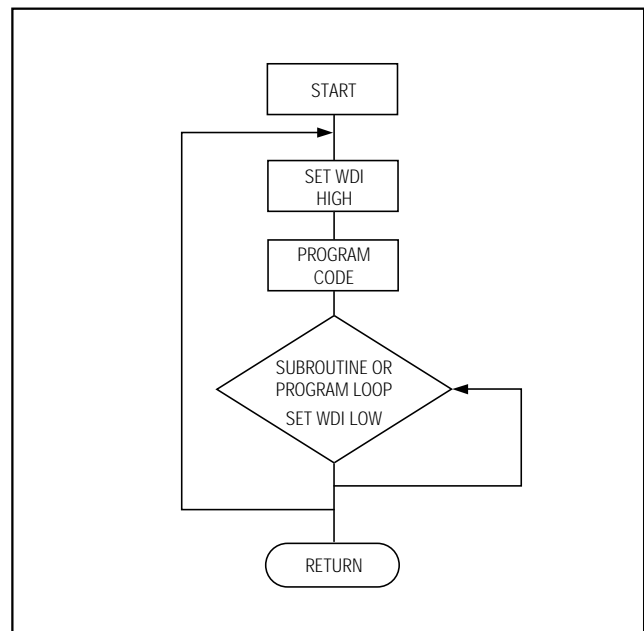 START
SET WDI
HIGH
PROGRAM
CODE
SUBROUTINE OR
PROGRAM LOOP
SET WDI LOW
RETURN